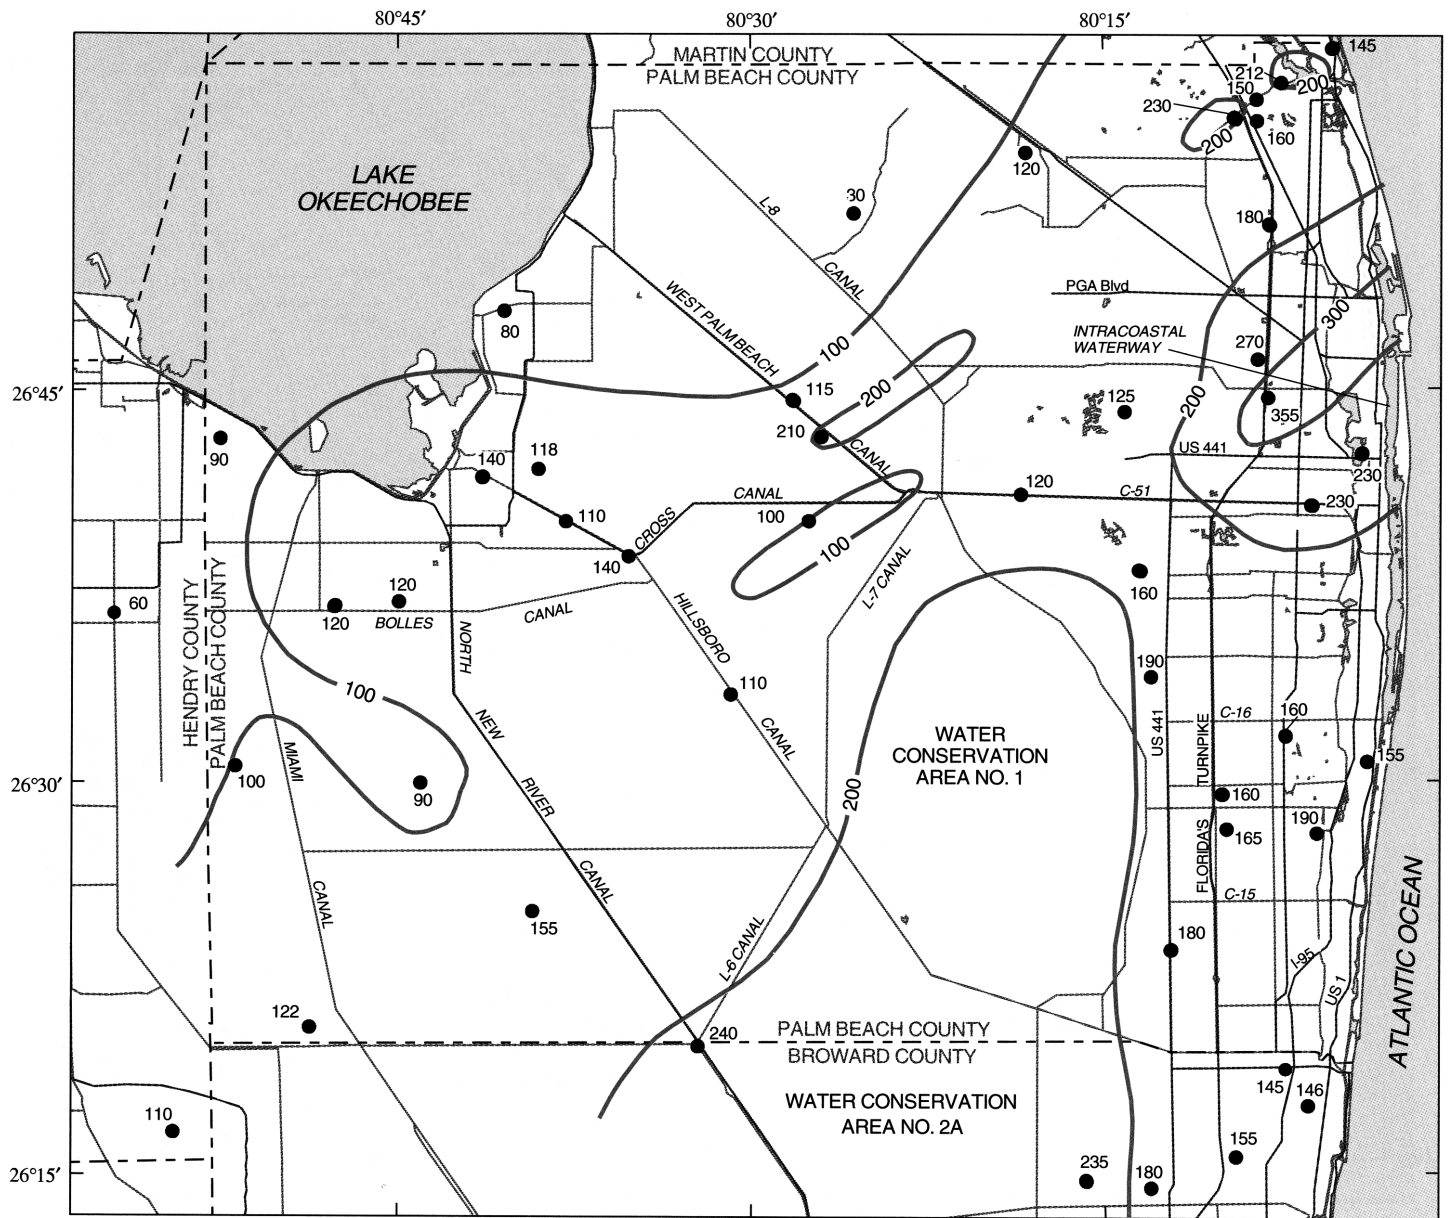 80°45′
80°30′
80°15′
MARTIN COUNTY
PALM BEACH COUNTY
145
212
200
150
230
160
200
120
LAKE
OKEECHOBEE
30
L-8
180
CANAL
PGA Blvd
WEST PALM BEACH
300
INTRACOASTAL
WATERWAY
80
100
270
26°45′
115
200
125
200
355
210
US 441
90
140
118
CANAL
230
120
C-51
230
CANAL
100
110
CROSS
100
140
L-7 CANAL
60
120
120
BOLLES
CANAL
160
HENDRY COUNTY
PALM BEACH COUNTY
NORTH
HILLSBORO
190
100
110
C-16
160
NEW
CANAL
WATER
CONSERVATION
AREA NO. 1
US 441
TURNPIKE
MIAMI
155
26°30′
100
90
RIVER
200
160
165
190
FLORIDA'S
CANAL
CANAL
C-15
155
L-6 CANAL
180
I-95
US 1
ATLANTIC OCEAN
122
240
PALM BEACH COUNTY
BROWARD COUNTY
145
146
110
WATER CONSERVATION
AREA NO. 2A
155
26°15′
235
180